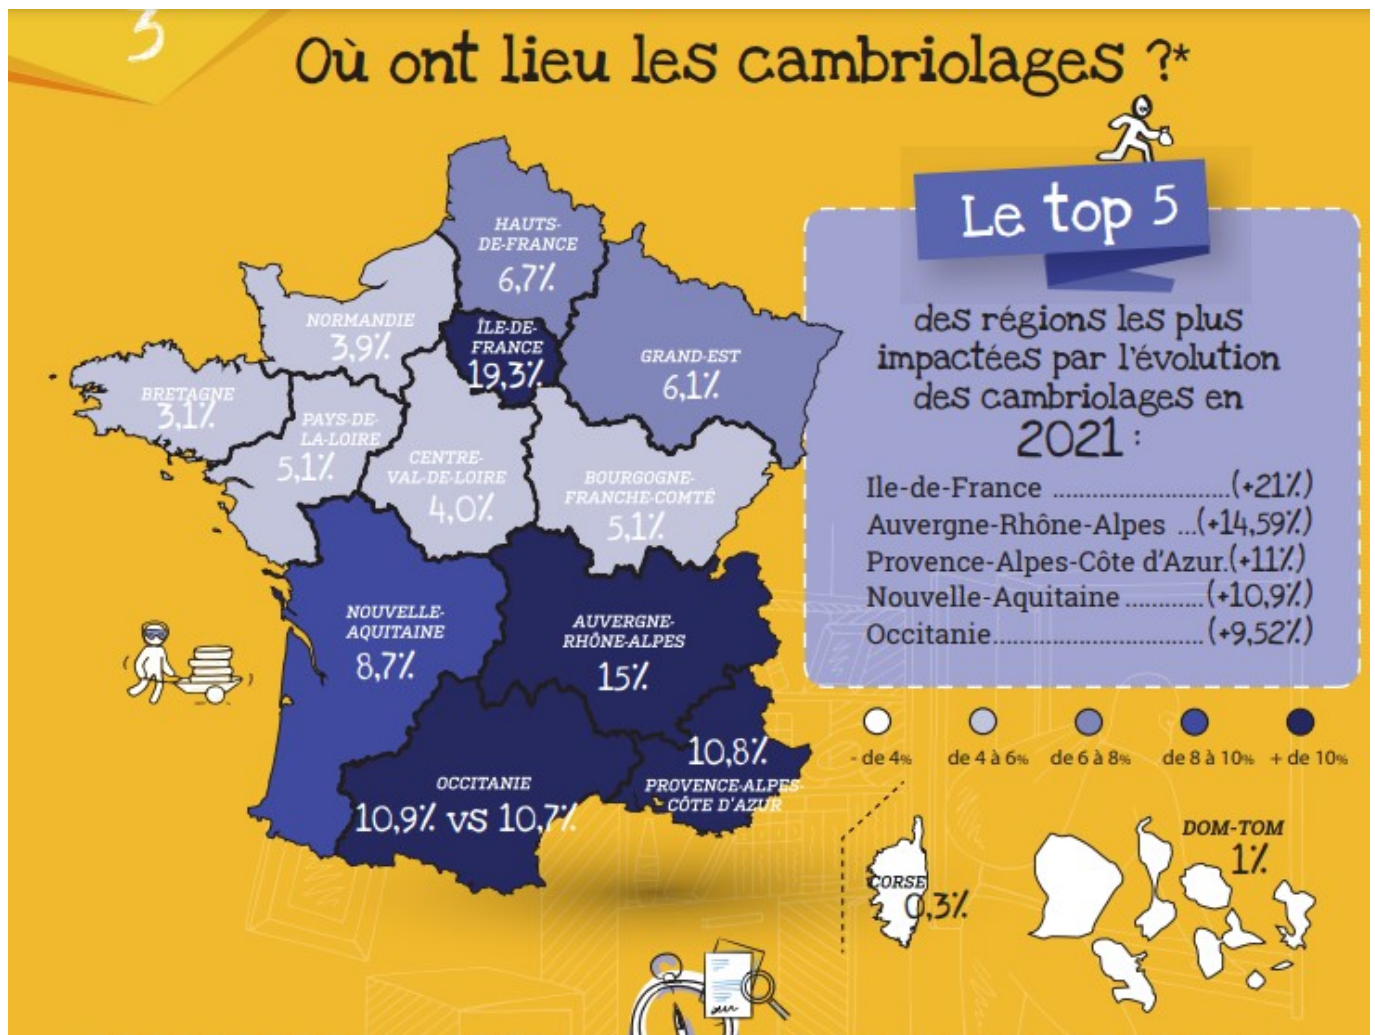 3
Où ont lieu les cambriolages ?*
HAUTS-
DE-FRANCE
6,7%
NORMANDIE
3,9%
ÎLE-DE-
FRANCE
19,3%
GRAND-EST
6,1%
BRETAGNE
3,1%
PAYS-DE-
LA-LOIRE
5,1%
CENTRE-
VAL-DE-LOIRE
4,0%
BOURGOGNE-
FRANCHE-COMTÉ
5,1%
NOUVELLE-
AQUITAINE
8,7%
AUVERGNE-
RHÔNE-ALPES
15%
OCCITANIE
10,9% vs 10,7%
10,8%
PROVENCE-ALPES-
CÔTE D'AZUR
Le top 5
des régions les plus
impactées par l'évolution
des cambriolages en
2021 :
Ile-de-France ............................(+21%)
Auvergne-Rhône-Alpes ...(+14,59%)
Provence-Alpes-Côte d'Azur.(+11%)
Nouvelle-Aquitaine ............(+10,9%)
Occitanie.................................(+9,52%)
- de 4% de 4 à 6% de 6 à 8% de 8 à 10% + de 10%
CORSE
0,3%
DOM-TOM
1%